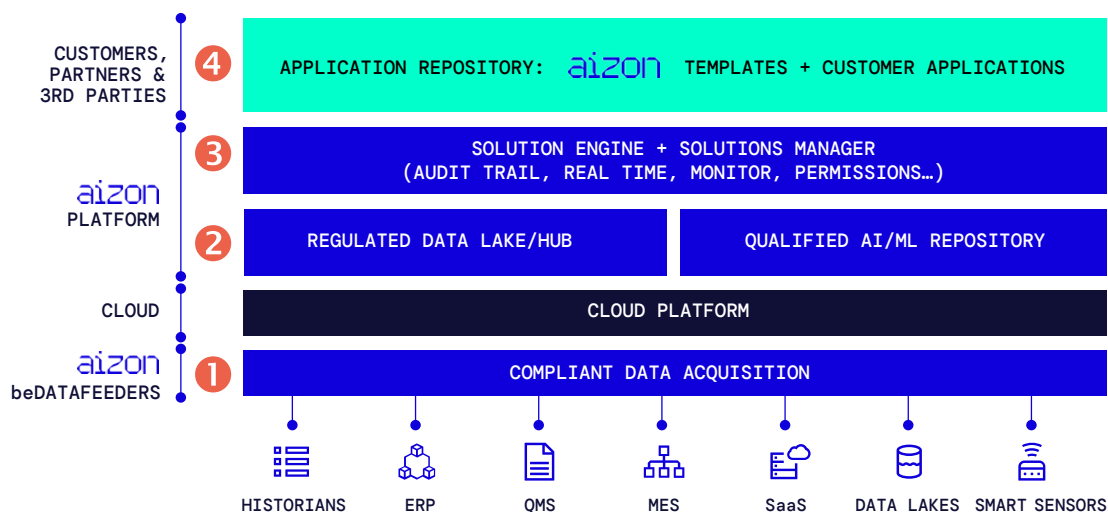 CUSTOMERS,
PARTNERS &
3RD PARTIES
4
APPLICATION REPOSITORY: aizon TEMPLATES + CUSTOMER APPLICATIONS
aizon
PLATFORM
3
SOLUTION ENGINE + SOLUTIONS MANAGER
(AUDIT TRAIL, REAL TIME, MONITOR, PERMISSIONS…)
2
REGULATED DATA LAKE/HUB
QUALIFIED AI/ML REPOSITORY
CLOUD
CLOUD PLATFORM
aizon
beDATAFEEDERS
1
COMPLIANT DATA ACQUISITION
HISTORIANS
ERP
QMS
MES
SaaS
DATA LAKES
SMART SENSORS